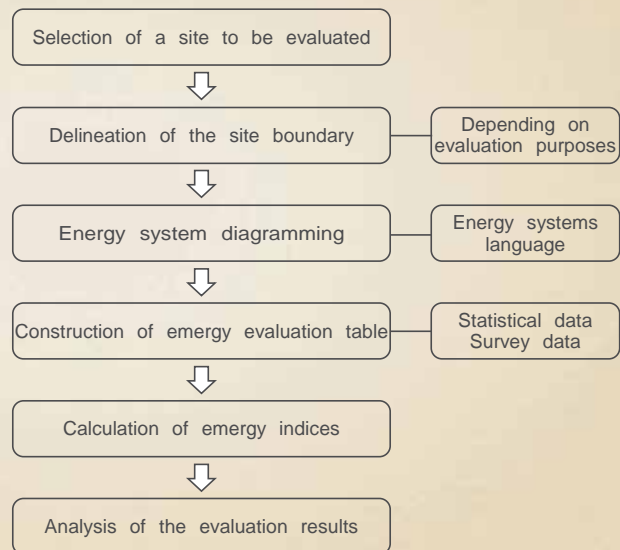 Selection of a site to be evaluated
Delineation of the site boundary
Depending on
evaluation purposes
Energy system diagramming
Energy systems
language
Construction of emergy evaluation table
Statistical data
Survey data
Calculation of emergy indices
Analysis of the evaluation results